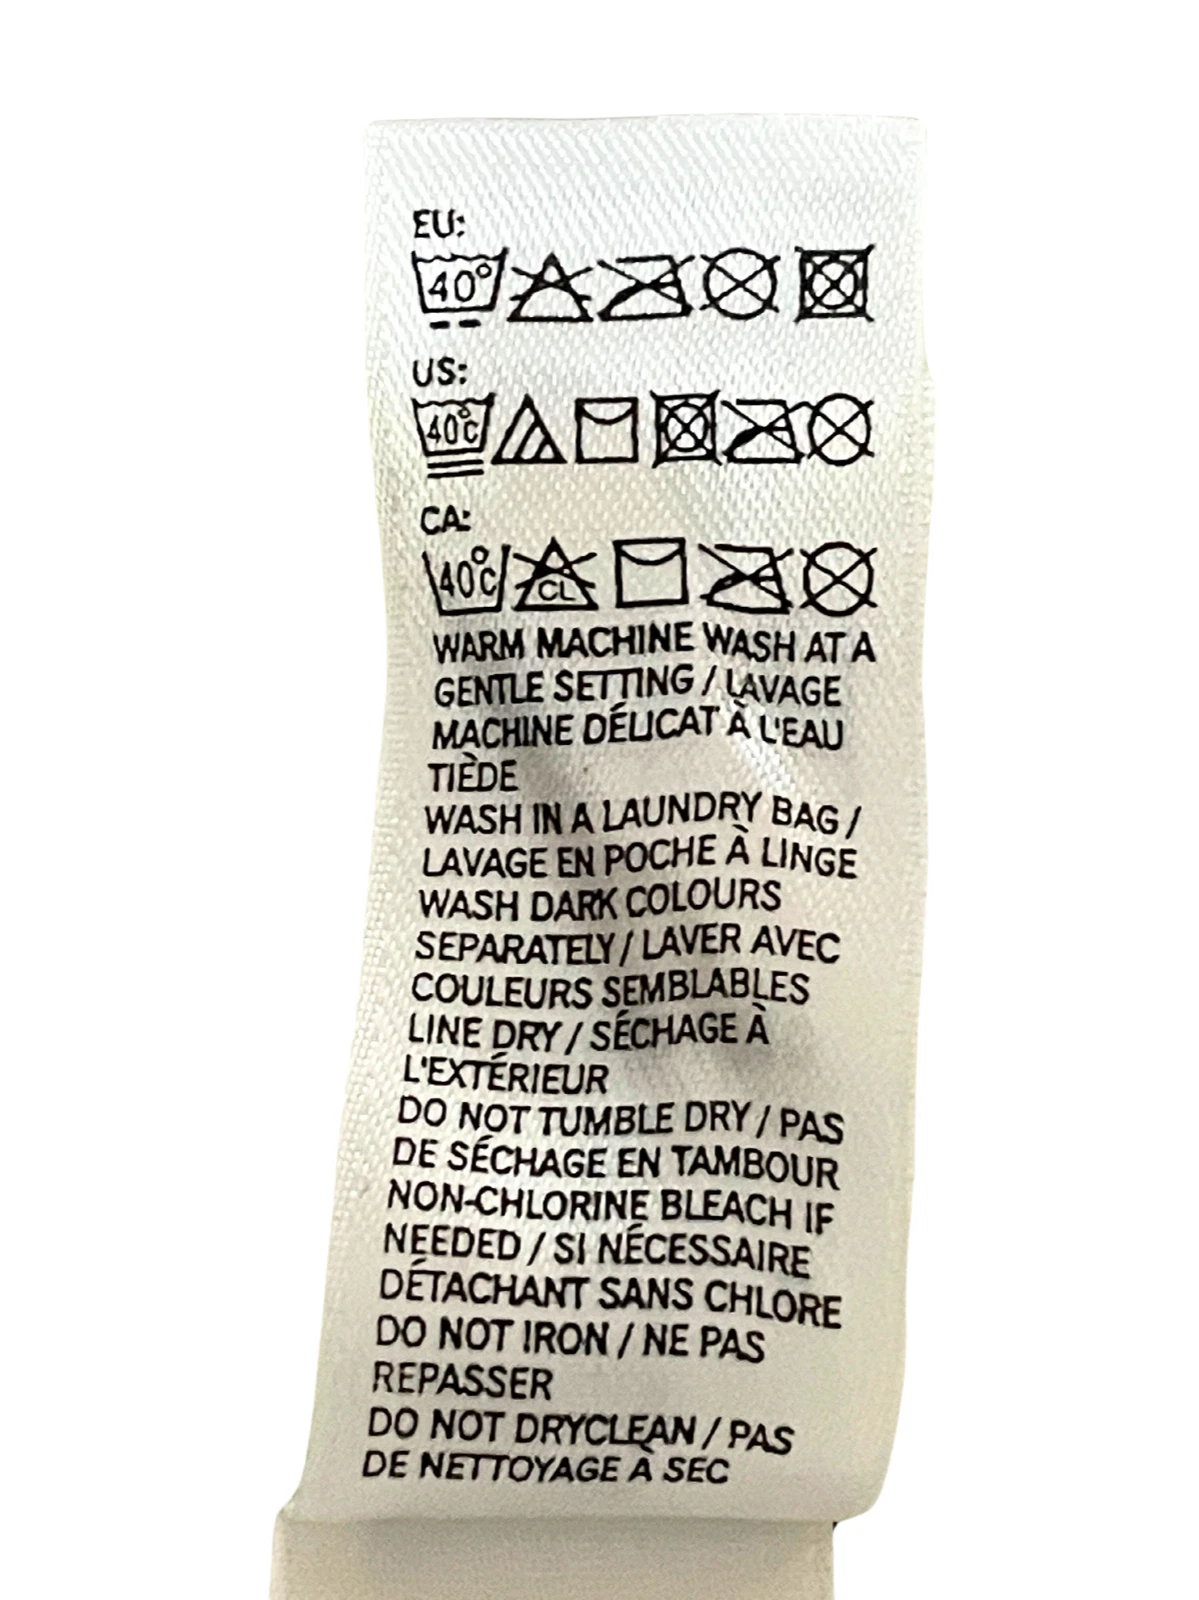 EU:
40°
US:
40°C
CA:
40°C CL
WARM MACHINE WASH AT A
GENTLE SETTING / LAVAGE
MACHINE DÉLICAT À L'EAU
TIÈDE
WASH IN A LAUNDRY BAG /
LAVAGE EN POCHE À LINGE
WASH DARK COLOURS
SEPARATELY / LAVER AVEC
COULEURS SEMBLABLES
LINE DRY / SÉCHAGE À
L'EXTÉRIEUR
DO NOT TUMBLE DRY / PAS
DE SÉCHAGE EN TAMBOUR
NON-CHLORINE BLEACH IF
NEEDED / SI NÉCESSAIRE
DÉTACHANT SANS CHLORE
DO NOT IRON / NE PAS
REPASSER
DO NOT DRYCLEAN / PAS
DE NETTOYAGE À SEC